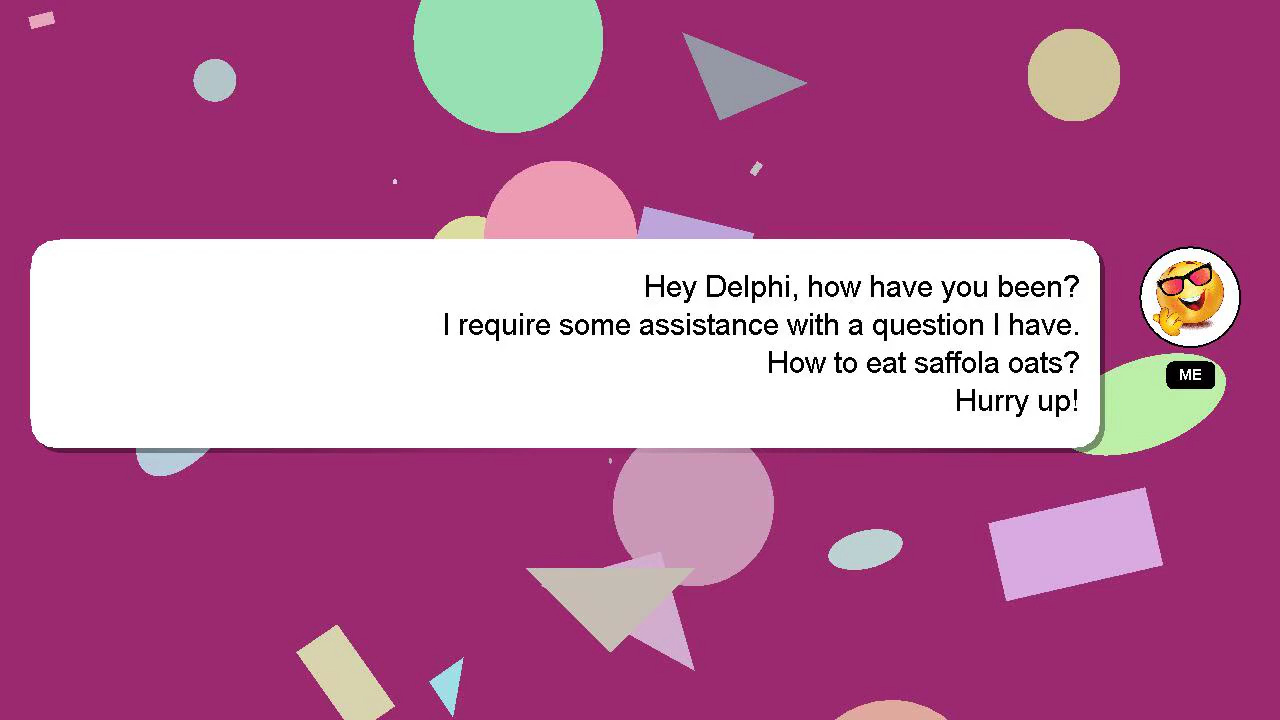 Hey Delphi, how have you been?
I require some assistance with a question I have.
How to eat saffola oats?
Hurry up!
ME